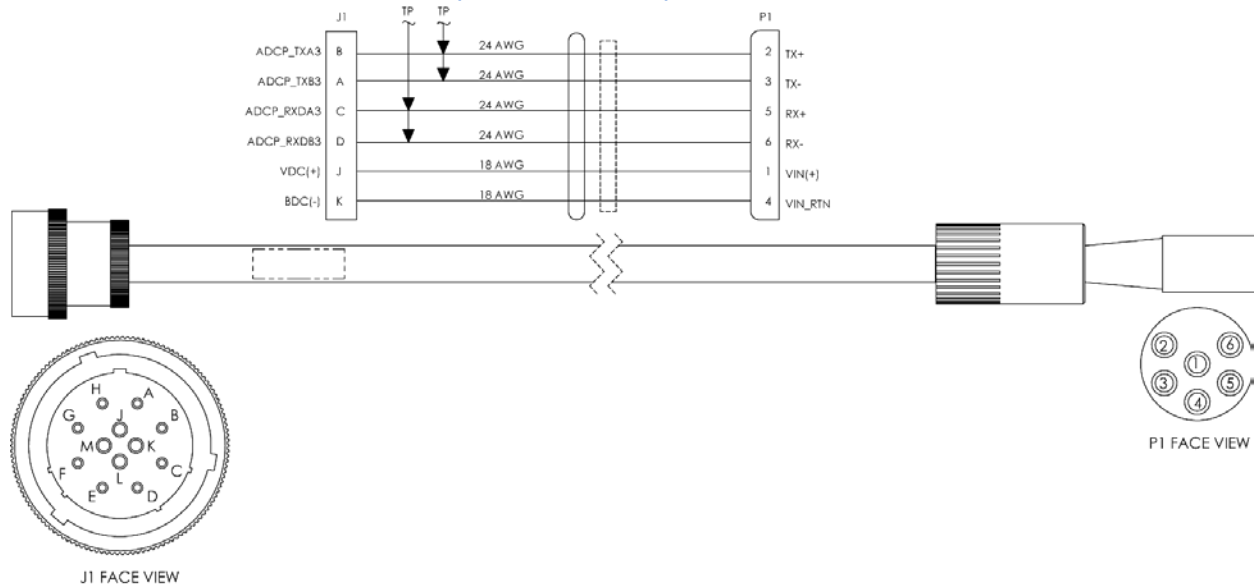 J1 TP TP P1
ADCP_TXA3 B 24 AWG 2 TX+
ADCP_TXB3 A 24 AWG 3 TX-
ADCP_RXDA3 C 24 AWG 5 RX+
ADCP_RXDB3 D 24 AWG 6 RX-
VDC(+) J 18 AWG 1 VIN(+)
BDC(-) K 18 AWG 4 VIN_RTN
H A
G J B
M K
F L C
E D
J1 FACE VIEW
2 6
1
3 5
4
P1 FACE VIEW